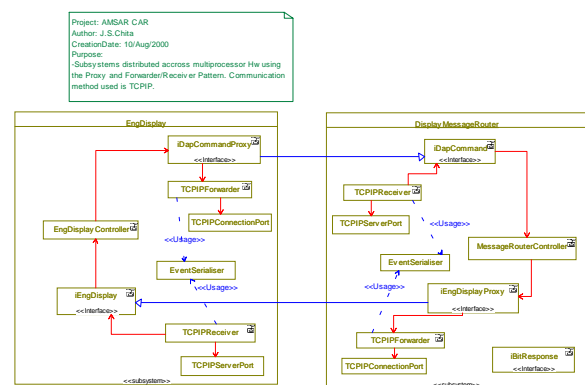 Project: AMSAR CAR
Author: J.S.Chita
CreationDate: 10/Aug/2000
Purpose:
-Subsystems distributed accross multiprocessor Hw using
the Proxy and Forwarder/Receiver Pattern. Communication
method used is TCPIP.
EngDisplay
iDapCommandProxy
<<Interface>>
TCPIPForwarder
TCPIPConnectionPort
EngDisplayController
<<Usage>>
EventSerialiser
iEngDisplay
<<Interface>>
<<Usage>>
TCPIPReceiver
TCPIPServerPort
<<subsystem>>
DisplayMessageRouter
iDapCommand
<<Interface>>
TCPIPReceiver
TCPIPServerPort
<<Usage>>
MessageRouterController
EventSerialiser
iEngDisplayProxy
<<Interface>>
<<Usage>>
TCPIPForwarder
TCPIPConnectionPort
iBitResponse
<<Interface>>
<<subsystem>>